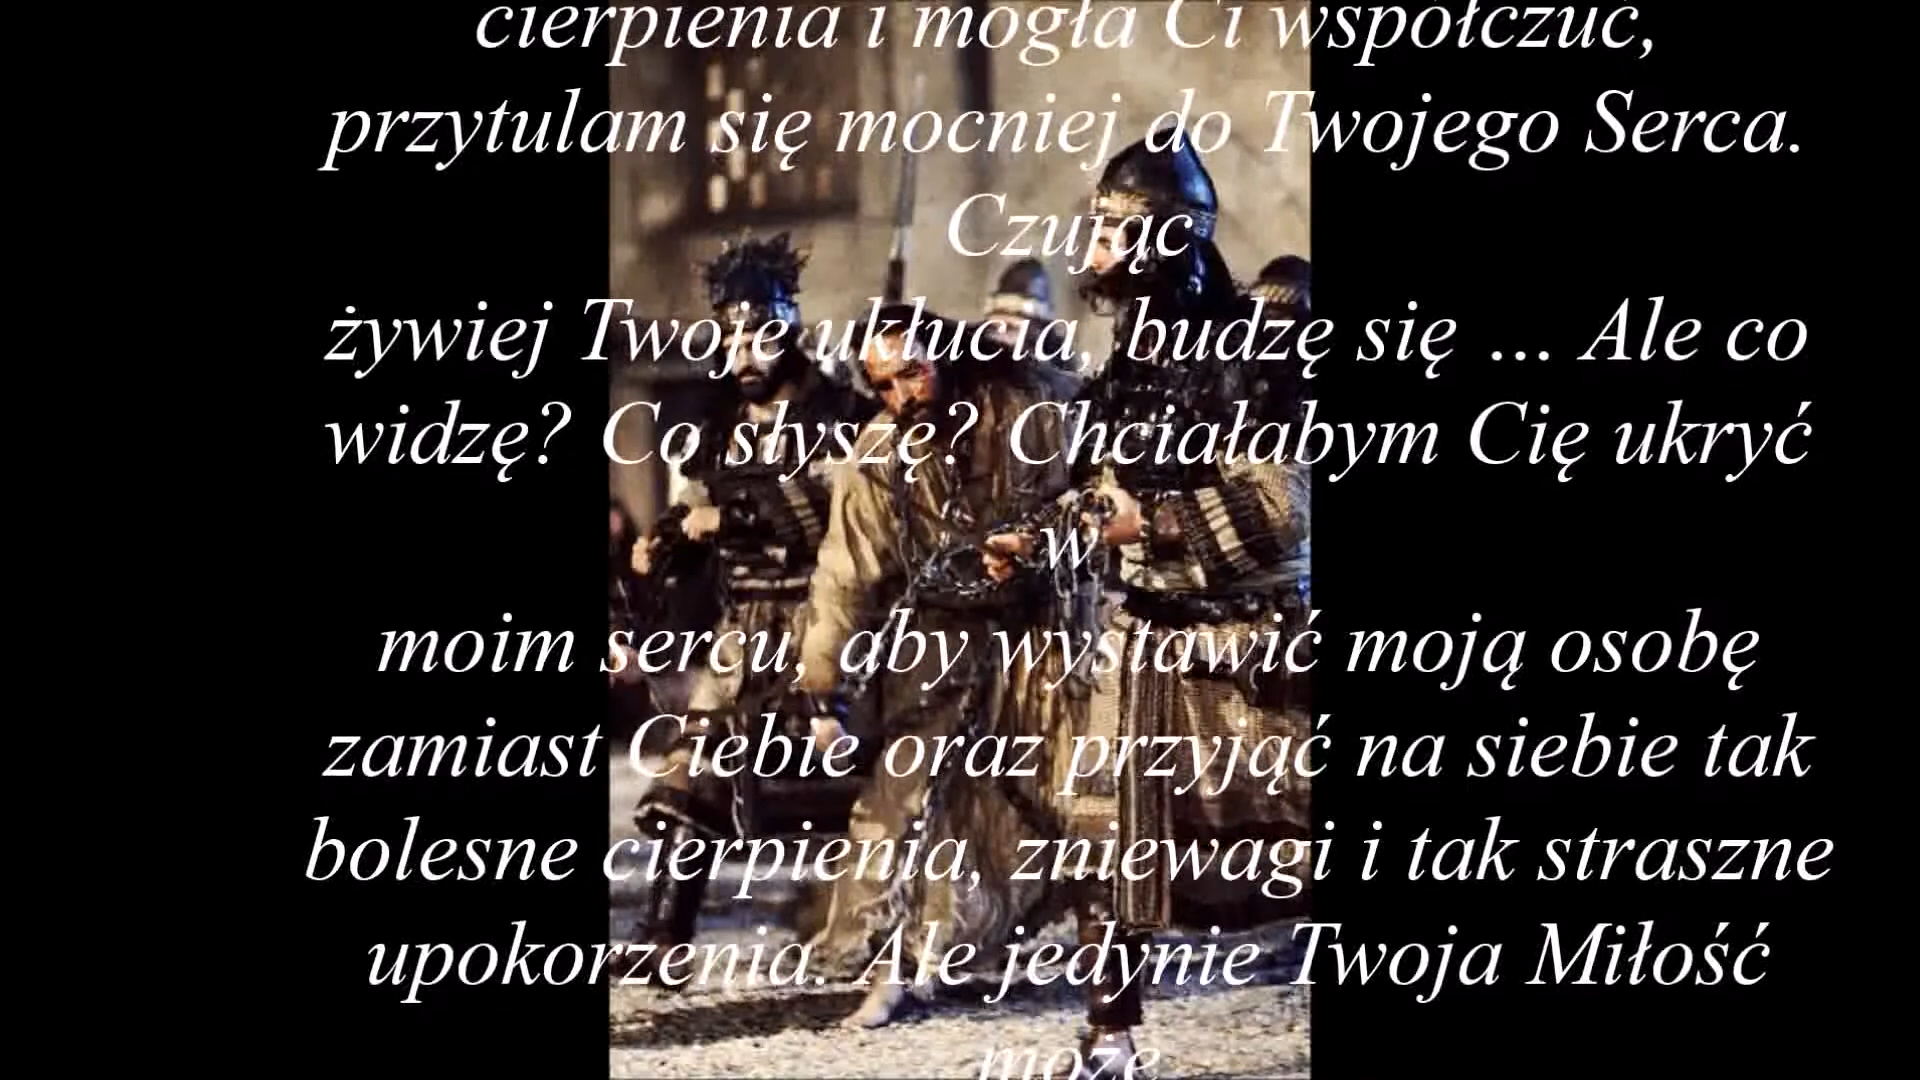 cierpienia i mogła Ci współczuć,
przytulam się mocniej do Twojego Serca.
Czując
żywiej Twoje ukłucia, budzę się ... Ale co
widzę? Co słyszę? Chciałabym Cię ukryć
w
moim sercu, aby wystawić moją osobę
zamiast Ciebie oraz przyjąć na siebie tak
bolesne cierpienia, zniewagi i tak straszne
upokorzenia. Ale jedynie Twoja Miłość
może